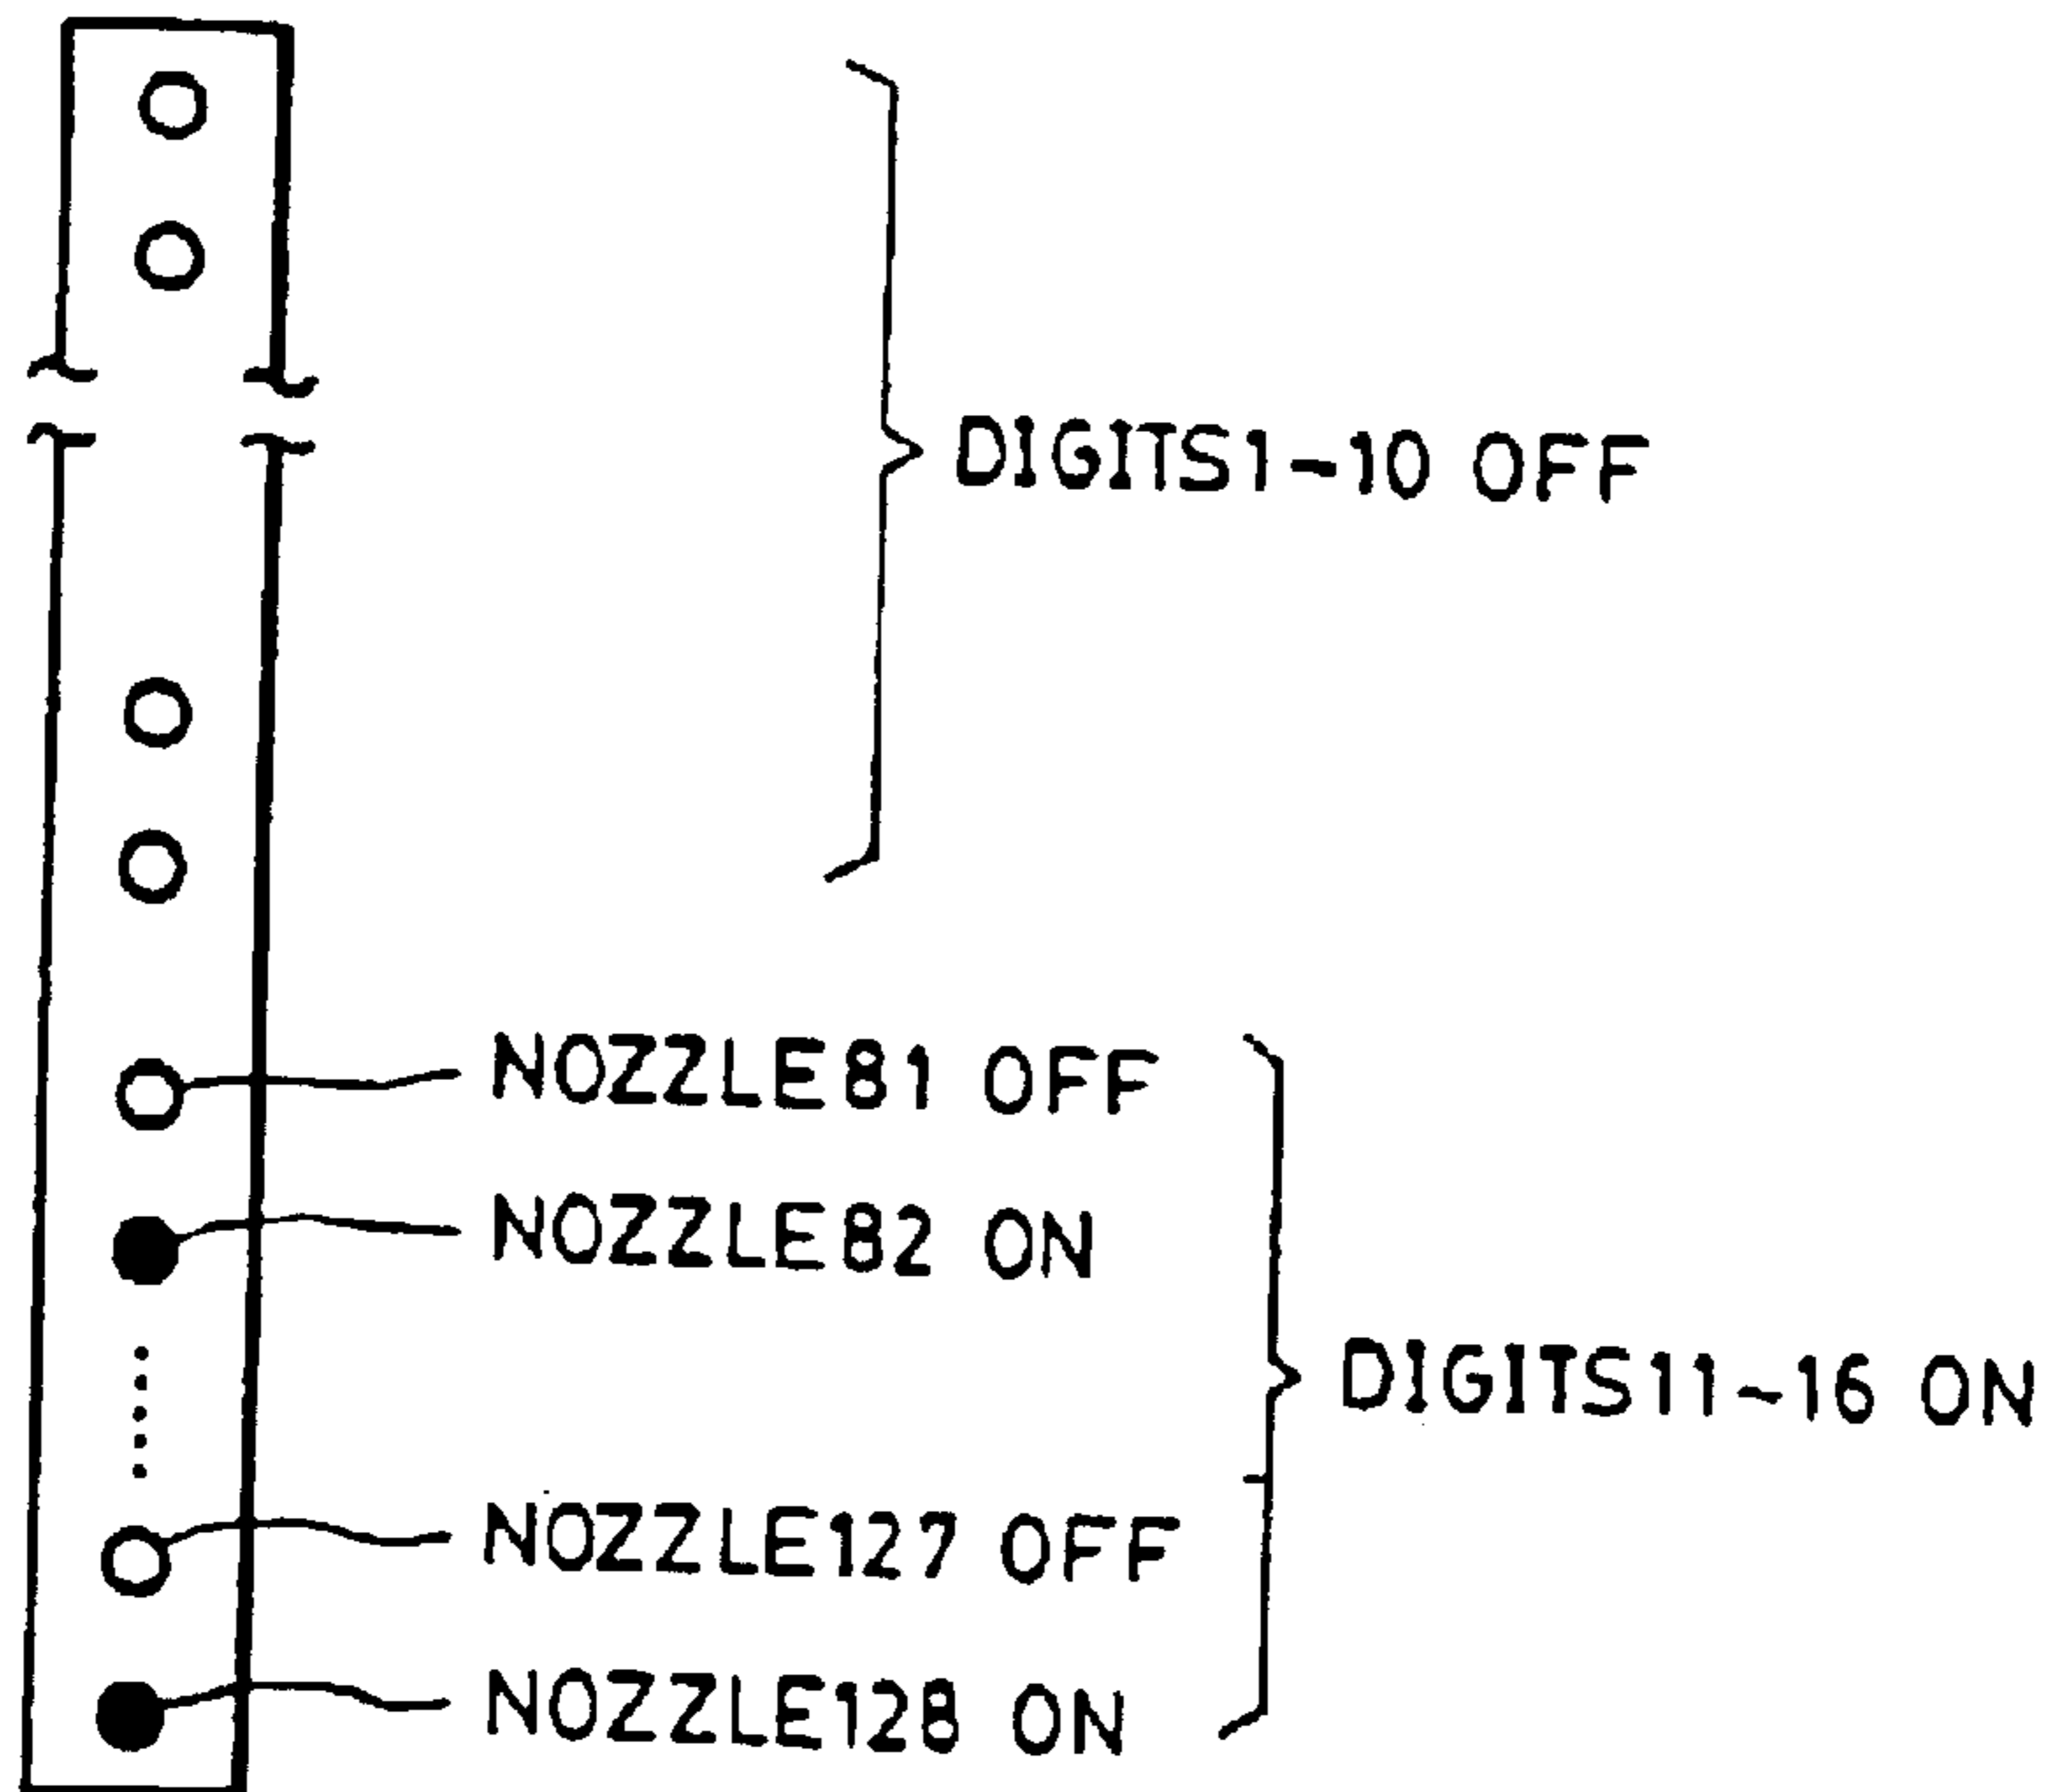 DIGITS1-10 OFF
NOZZLE81 OFF
NOZZLE82 ON
DIGITS11-16 ON
NOZZLE127 OFF
NOZZLE128 ON